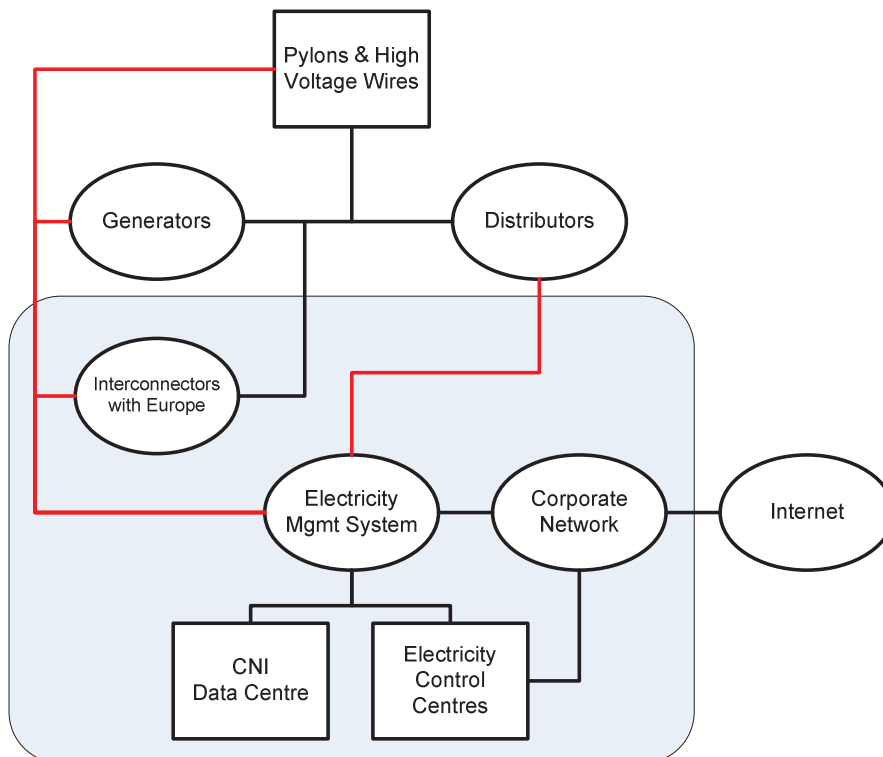 Pylons & High
Voltage Wires
Generators
Distributors
Interconnectors
with Europe
Electricity
Mgmt System
Corporate
Network
Internet
CNI
Data Centre
Electricity
Control
Centres